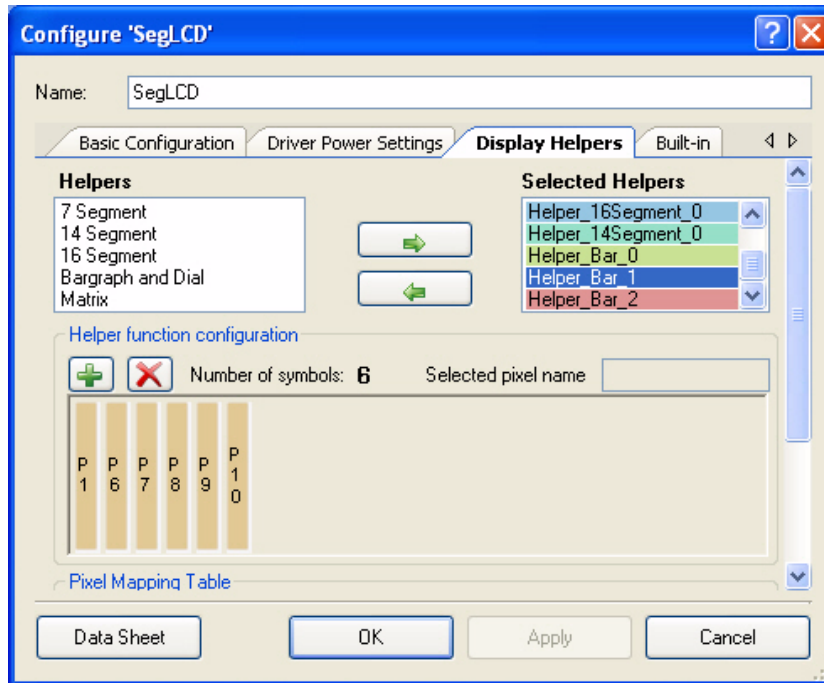 Configure 'SegLCD'
Name: SegLCD
Basic Configuration Driver Power Settings Display Helpers Built-in
Helpers Selected Helpers
7 Segment
14 Segment
16 Segment
Bargraph and Dial
Matrix
Helper_16Segment_0
Helper_14Segment_0
Helper_Bar_0
Helper_Bar_1
Helper_Bar_2
Helper function configuration
Number of symbols: 6 Selected pixel name
P1 P6 P7 P8 P9 P10
Pixel Mapping Table
Data Sheet OK Apply Cancel